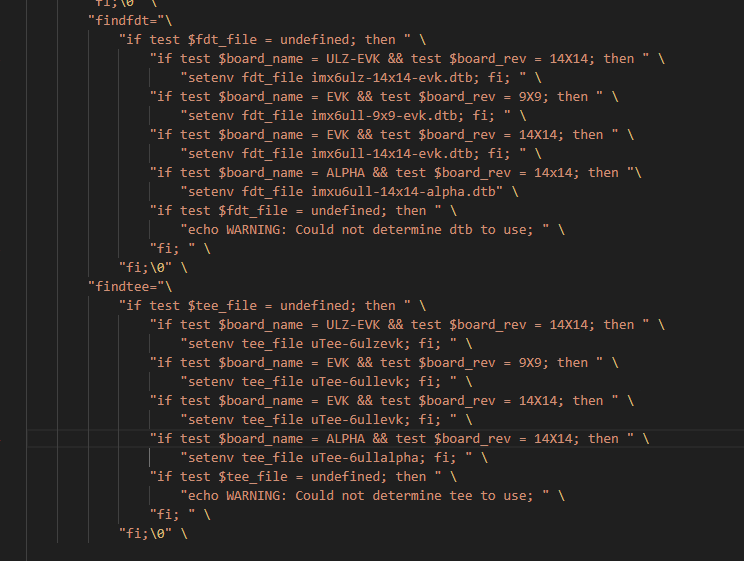 "fi;\0" \
"findfdt="\
"if test $fdt_file = undefined; then " \
"if test $board_name = ULZ-EVK && test $board_rev = 14X14; then " \
"setenv fdt_file imx6ulz-14x14-evk.dtb; fi; " \
"if test $board_name = EVK && test $board_rev = 9X9; then " \
"setenv fdt_file imx6ull-9x9-evk.dtb; fi; " \
"if test $board_name = EVK && test $board_rev = 14X14; then " \
"setenv fdt_file imx6ull-14x14-evk.dtb; fi; " \
"if test $board_name = ALPHA && test $board_rev = 14x14; then "\
"setenv fdt_file imxu6ull-14x14-alpha.dtb" \
"if test $fdt_file = undefined; then " \
"echo WARNING: Could not determine dtb to use; " \
"fi; " \
"fi;\0" \
"findtee="\
"if test $tee_file = undefined; then " \
"if test $board_name = ULZ-EVK && test $board_rev = 14X14; then " \
"setenv tee_file uTee-6ulzevk; fi; " \
"if test $board_name = EVK && test $board_rev = 9X9; then " \
"setenv tee_file uTee-6ullevk; fi; " \
"if test $board_name = EVK && test $board_rev = 14X14; then " \
"setenv tee_file uTee-6ullevk; fi; " \
"if test $board_name = ALPHA && test $board_rev = 14X14; then " \
"setenv tee_file uTee-6ullalpha; fi; " \
"if test $tee_file = undefined; then " \
"echo WARNING: Could not determine tee to use; " \
"fi; " \
"fi;\0" \